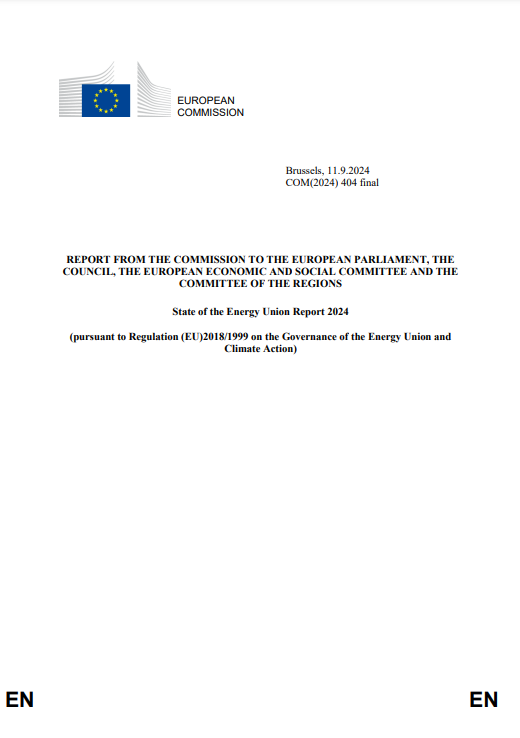 EUROPEAN
COMMISSION
Brussels, 11.9.2024
COM(2024) 404 final
REPORT FROM THE COMMISSION TO THE EUROPEAN PARLIAMENT, THE
COUNCIL, THE EUROPEAN ECONOMIC AND SOCIAL COMMITTEE AND THE
COMMITTEE OF THE REGIONS
State of the Energy Union Report 2024
(pursuant to Regulation (EU)2018/1999 on the Governance of the Energy Union and
Climate Action)
EN EN